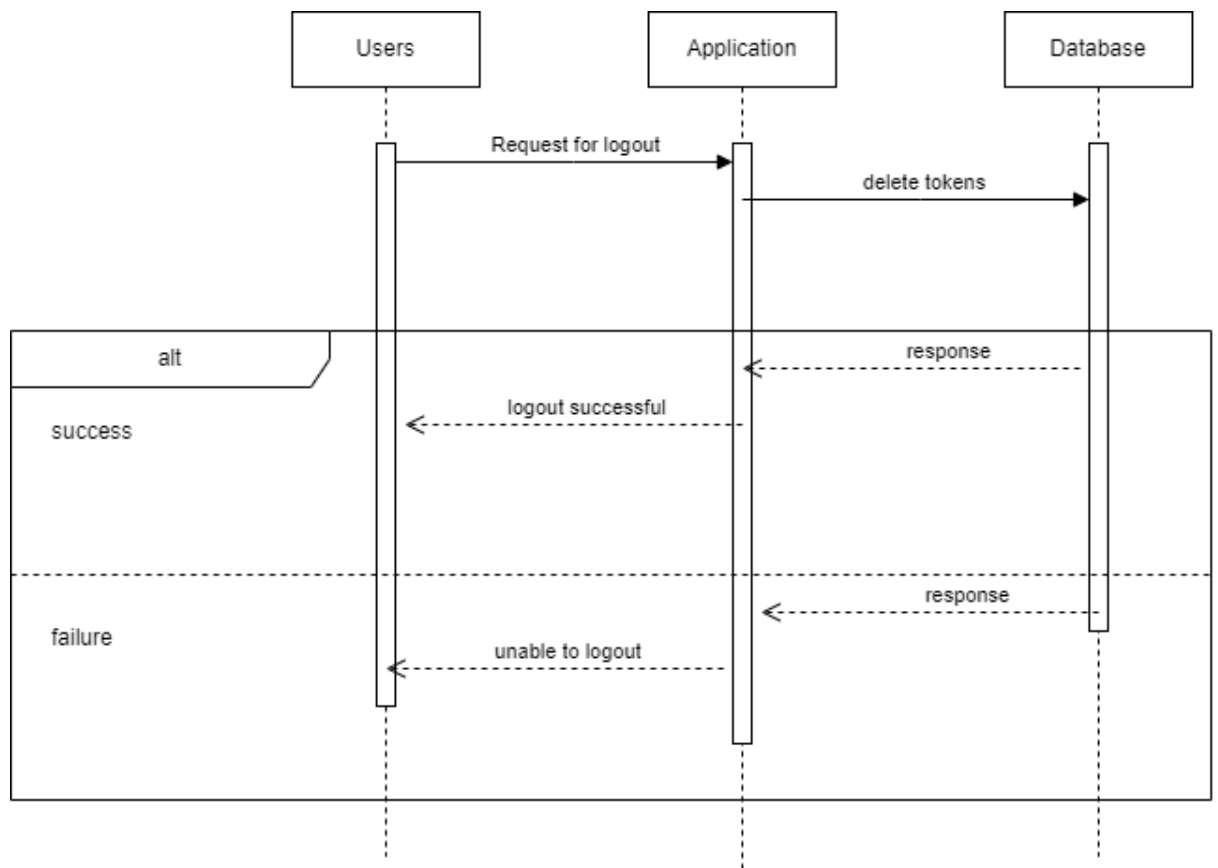 Users
Application
Database
Request for logout
delete tokens
alt
response
logout successful
success
response
failure
unable to logout